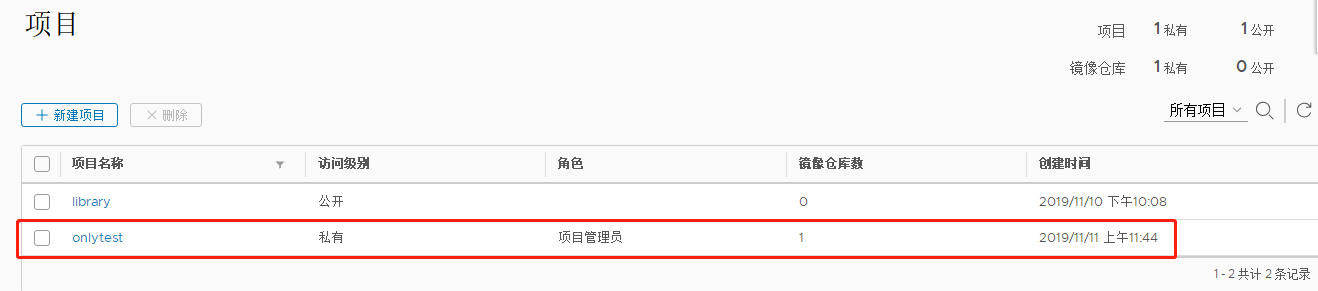 项目
项目 1 私有 1 公开
镜像仓库 1 私有 0 公开
+ 新建项目 × 删除 所有项目
项目名称 访问级别 角色 镜像仓库数 创建时间
library 公开 0 2019/11/10 下午10:08
onlytest 私有 项目管理员 1 2019/11/11 上午11:44
1 - 2 共计 2 条记录